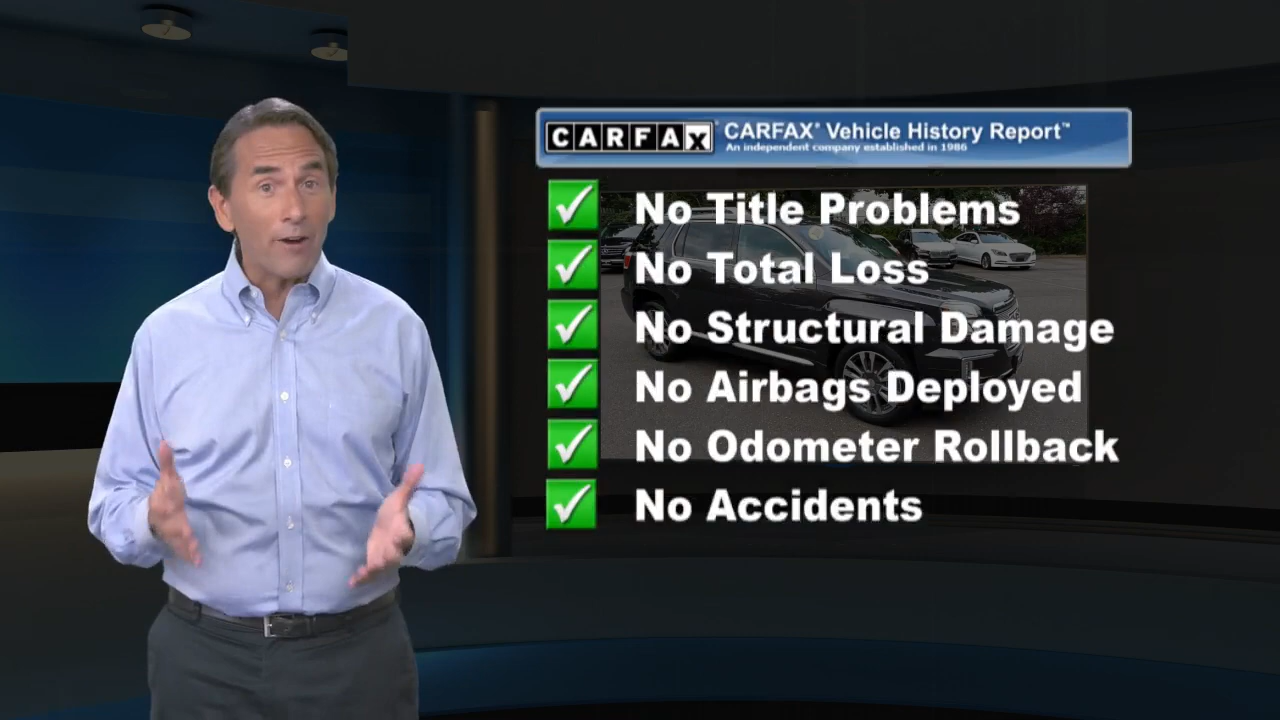 CARFAX
CARFAX® Vehicle History Report™
An independent company established in 1986
No Title Problems
No Total Loss
No Structural Damage
No Airbags Deployed
No Odometer Rollback
No Accidents